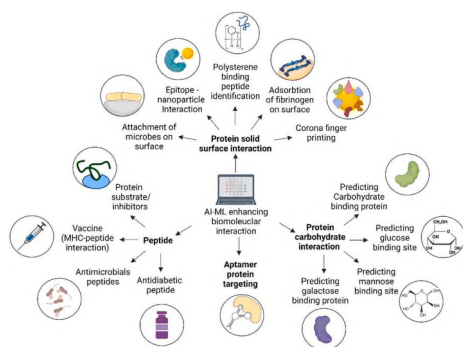 Polysterene
binding
peptide
identification
Epitope -
nanoparticle
Interaction
Adsorbtion
of fibrinogen
on surface
Attachment of
microbes on
surface
Protein solid
surface interaction
Corona finger
printing
Protein
substrate/
inhibitors
AI-ML enhancing
biomolecular
interaction
Predicting
Carbohydrate
binding protein
Vaccine
(MHC-peptide
interaction)
Peptide
Protein
carbohydrate
interaction
Predicting
glucose
binding site
Antimicrobials
peptides
Antidiabetic
peptide
Aptamer
protein
targeting
Predicting
galactose
binding protein
Predicting
mannose
binding site